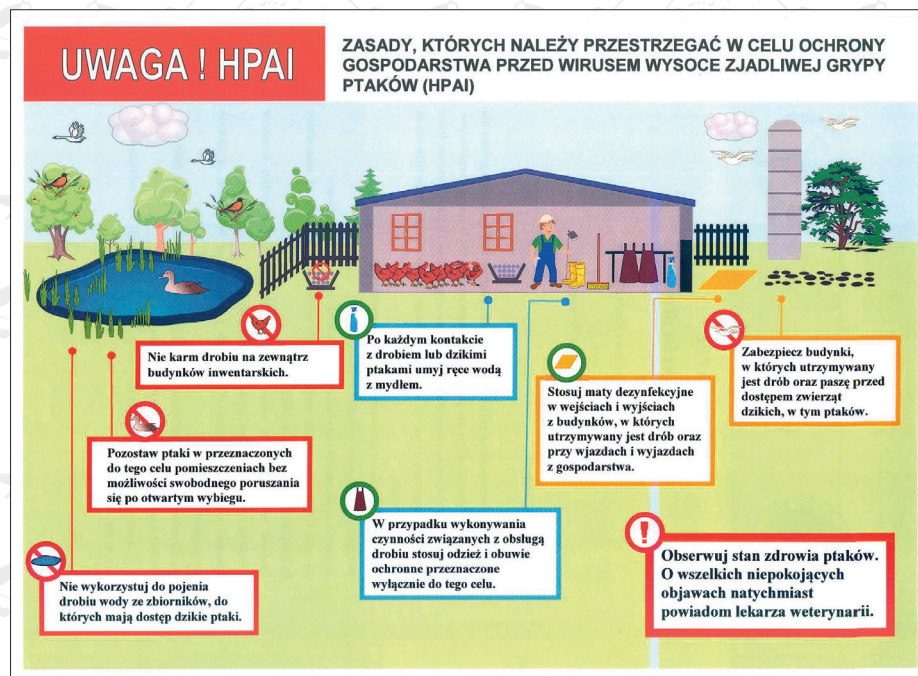 UWAGA ! HPAI
ZASADY, KTÓRYCH NALEŻY PRZESTRZEGAĆ W CELU OCHRONY
GOSPODARSTWA PRZED WIRUSEM WYSOCE ZJADLIWEJ GRYPY
PTAKÓW (HPAI)
Nie karm drobiu na zewnątrz
budynków inwentarskich.
Po każdym kontakcie
z drobiem lub dzikimi
ptakami umyj ręce wodą
z mydłem.
Stosuj maty dezynfekcyjne
w wejściach i wyjściach
z budynków, w których
utrzymywany jest drób oraz
przy wjazdach i wyjazdach
z gospodarstwa.
Zabezpiecz budynki,
w których utrzymywany
jest drób oraz paszę przed
dostępem zwierząt
dzikich, w tym ptaków.
Pozostaw ptaki w przeznaczonych
do tego celu pomieszczeniach bez
możliwości swobodnego poruszania
się po otwartym wybiegu.
W przypadku wykonywania
czynności związanych z obsługą
drobiu stosuj odzież i obuwie
ochronne przeznaczone
wyłącznie do tego celu.
Nie wykorzystuj do pojenia
drobiu wody ze zbiorników, do
których mają dostęp dzikie ptaki.
Obserwuj stan zdrowia ptaków.
O wszelkich niepokojących
objawach natychmiast
powiadom lekarza weterynarii.